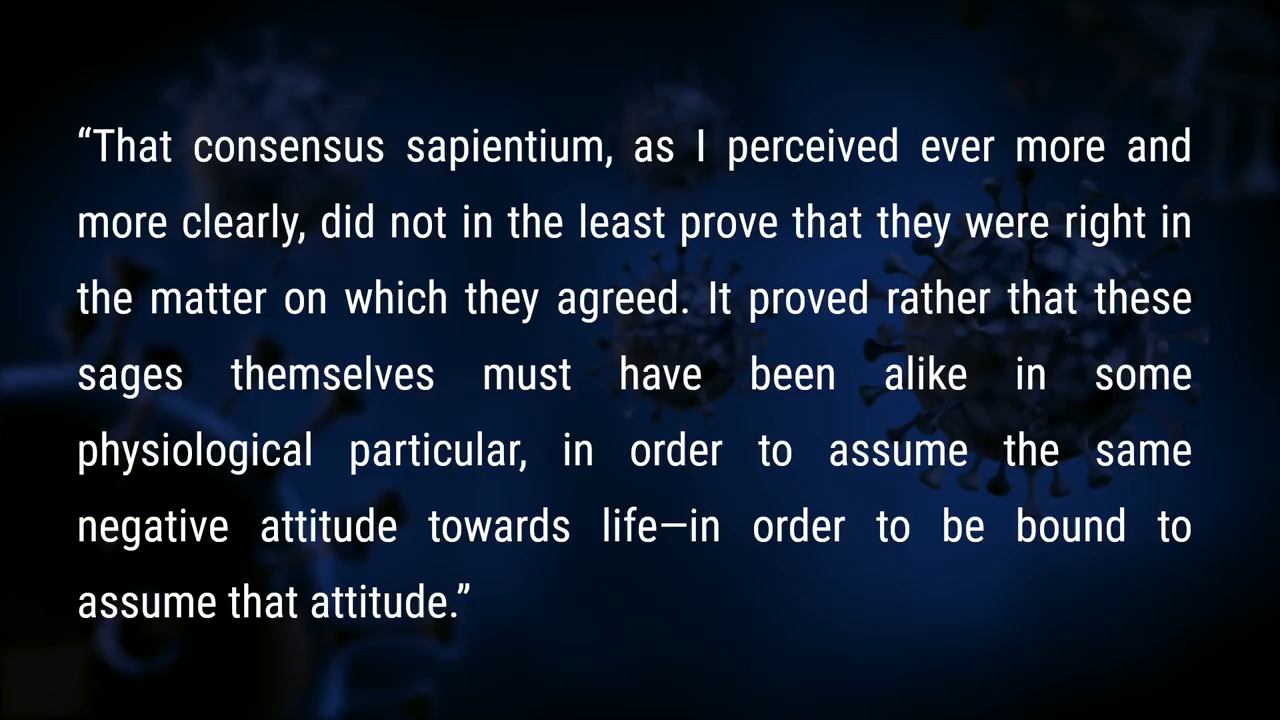 “That consensus sapientium, as I perceived ever more and
more clearly, did not in the least prove that they were right in
the matter on which they agreed. It proved rather that these
sages themselves must have been alike in some
physiological particular, in order to assume the same
negative attitude towards life—in order to be bound to
assume that attitude.”